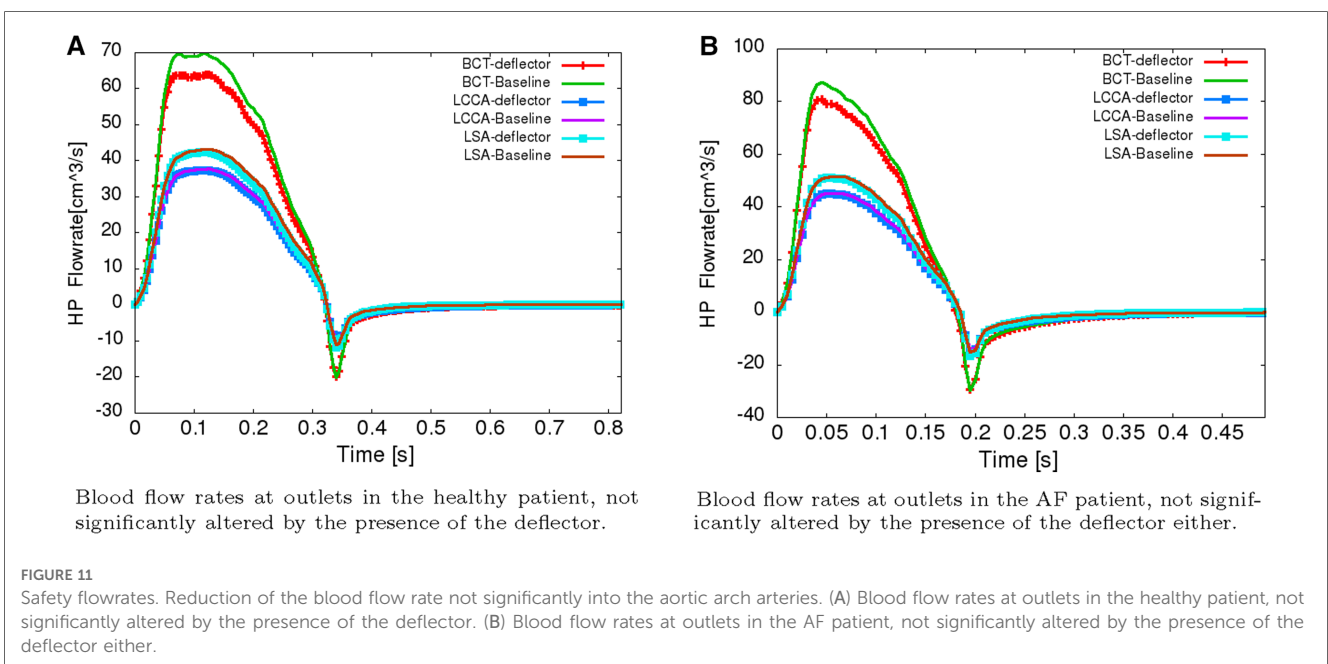 A
70
60
50
40
30
20
10
0
-10
-20
-30
HP Flowrate[cm^3/s]
BCT-deflector
BCT-Baseline
LCCA-deflector
LCCA-Baseline
LSA-deflector
LSA-Baseline
0 0.1 0.2 0.3 0.4 0.5 0.6 0.7 0.8
Time [s]
Blood flow rates at outlets in the healthy patient, not
significantly altered by the presence of the deflector.
B
100
80
60
40
20
0
-20
-40
HP Flowrate[cm^3/s]
BCT-deflector
BCT-Baseline
LCCA-deflector
LCCA-Baseline
LSA-deflector
LSA-Baseline
0 0.05 0.1 0.15 0.2 0.25 0.3 0.35 0.4 0.45
Time [s]
Blood flow rates at outlets in the AF patient, not signif-
icantly altered by the presence of the deflector either.
FIGURE 11
Safety flowrates. Reduction of the blood flow rate not significantly into the aortic arch arteries. (A) Blood flow rates at outlets in the healthy patient, not
significantly altered by the presence of the deflector. (B) Blood flow rates at outlets in the AF patient, not significantly altered by the presence of the
deflector either.